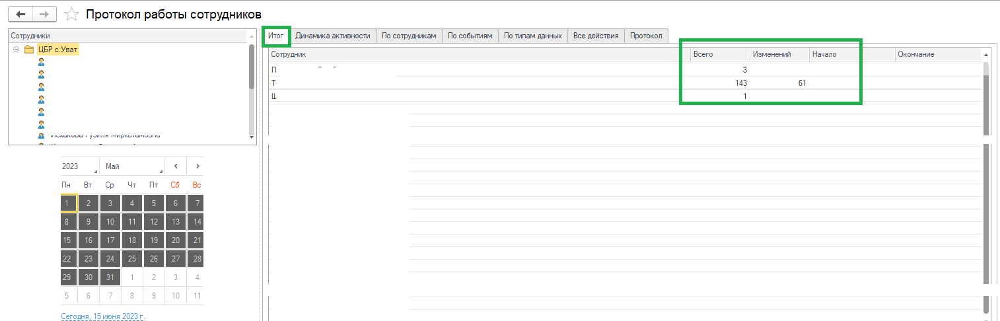 Протокол работы сотрудников
Сотрудники
ЦБР с.Уват
Итог Динамика активности По сотрудникам По событиям По типам данных Все действия Протокол
Сотрудник Всего Изменений Начало Окончание
П 3
Т 143 61
Щ 1
2023 Май
Пн Вт Ср Чт Пт Сб Вс
1 2 3 4 5 6 7
8 9 10 11 12 13 14
15 16 17 18 19 20 21
22 23 24 25 26 27 28
29 30 31 1 2 3 4
5 6 7 8 9 10 11
Сегодня, 15 июня 2023 г.